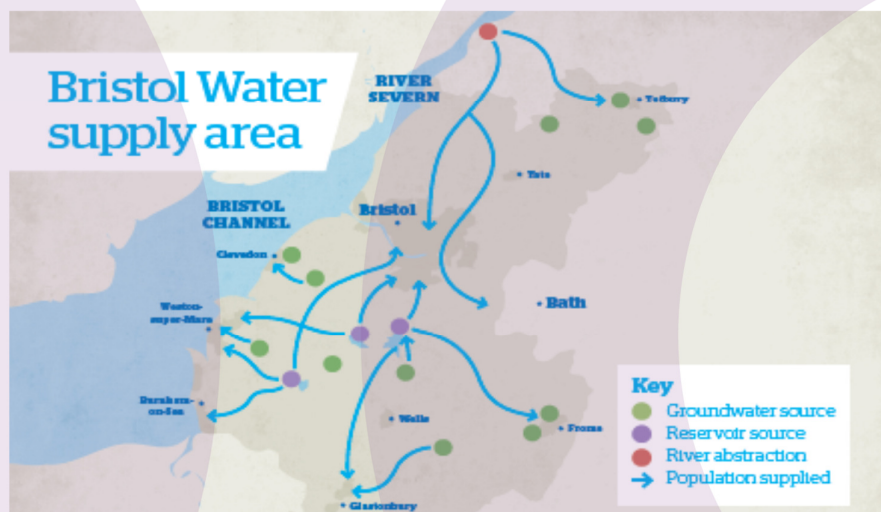 Bristol Water
supply area
RIVER
SEVERN
Tetbury
Yate
BRISTOL
CHANNEL
Bristol
Clevedon
Weston-
super-Mare
Bath
Burnham-
on-Sea
Wells
Frome
Glastonbury
Key
Groundwater source
Reservoir source
River abstraction
Population supplied